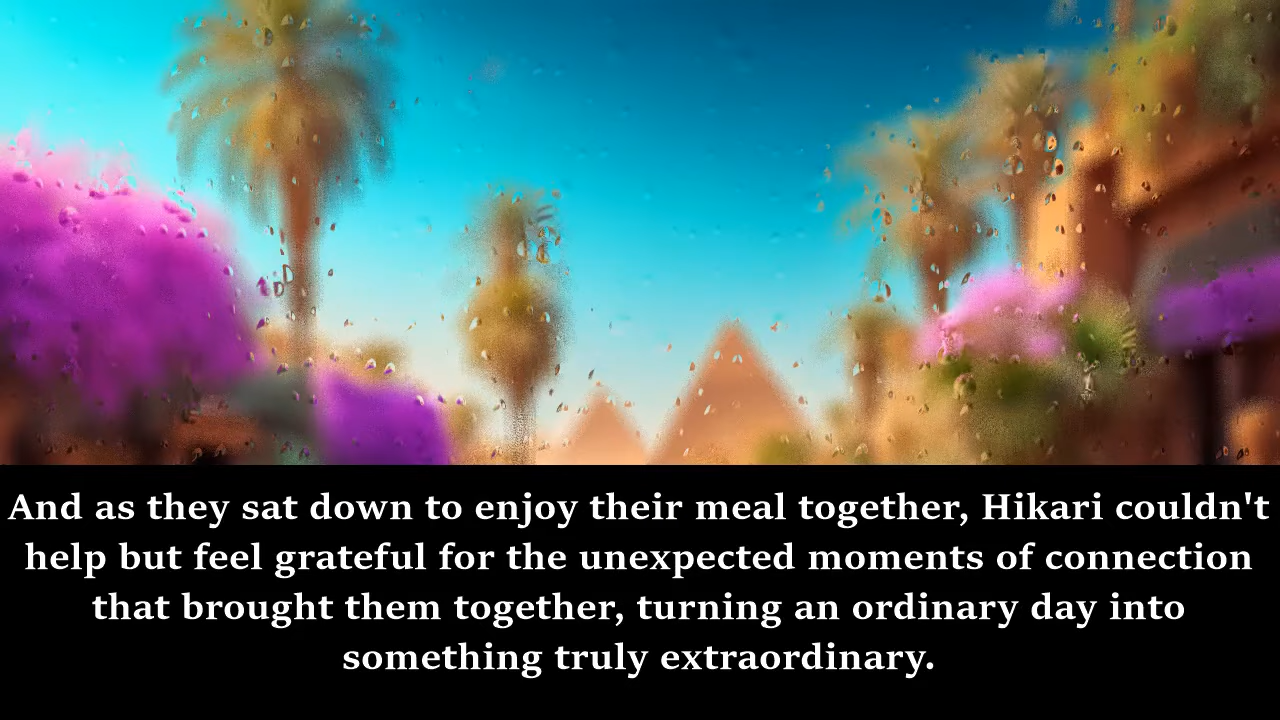 And as they sat down to enjoy their meal together, Hikari couldn't
help but feel grateful for the unexpected moments of connection
that brought them together, turning an ordinary day into
something truly extraordinary.